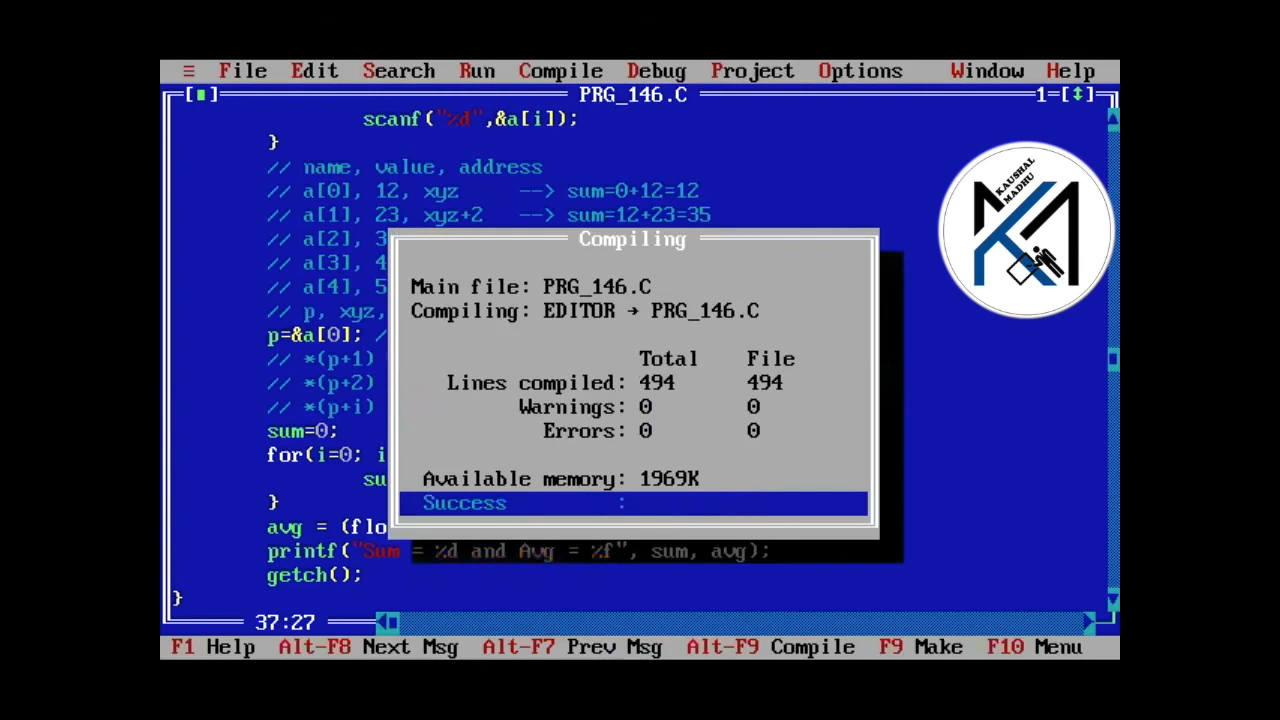 ≡ File Edit Search Run Compile Debug Project Options Window Help
[■] PRG_146.C 1=[↕]
scanf("%d",&a[i]);
}
// name, value, address
// a[0], 12, xyz --> sum=0+12=12
// a[1], 23, xyz+2 --> sum=12+23=35
// a[2], 3
// a[3], 4
// a[4], 5
// p, xyz,
p=&a[0]; /
// *(p+1)
// *(p+2)
// *(p+i)
sum=0;
for(i=0; i
su
}
avg = (flo
printf("Sum = %d and Avg = %f", sum, avg);
getch();
}
Compiling
Main file: PRG_146.C
Compiling: EDITOR → PRG_146.C
Total File
Lines compiled: 494 494
Warnings: 0 0
Errors: 0 0
Available memory: 1969K
Success :
KAUSHAL
MADHU
37:27
F1 Help Alt-F8 Next Msg Alt-F7 Prev Msg Alt-F9 Compile F9 Make F10 Menu